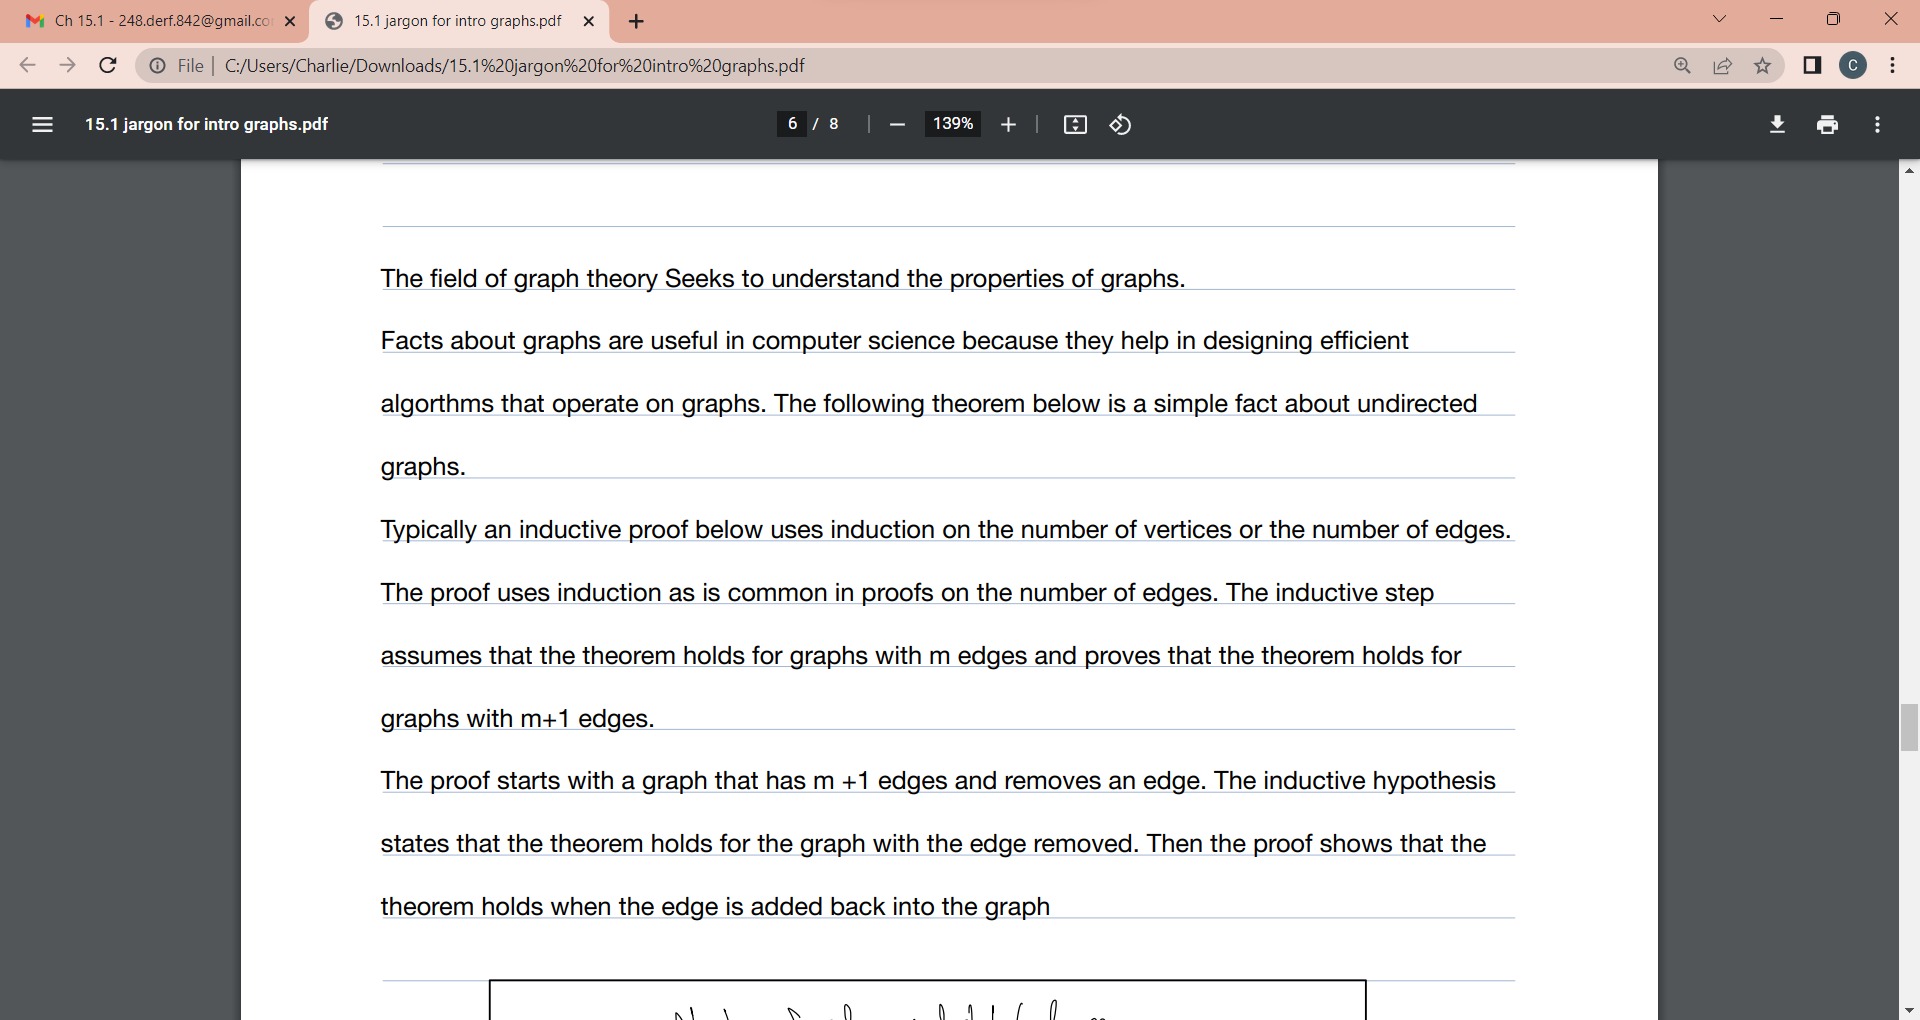 Ch 15.1 - 248.derf.842@gmail.co
15.1 jargon for intro graphs.pdf
File | C:/Users/Charlie/Downloads/15.1%20jargon%20for%20intro%20graphs.pdf
C
15.1 jargon for intro graphs.pdf
6 / 8
139%
The field of graph theory Seeks to understand the properties of graphs.
Facts about graphs are useful in computer science because they help in designing efficient
algorthms that operate on graphs. The following theorem below is a simple fact about undirected
graphs.
Typically an inductive proof below uses induction on the number of vertices or the number of edges.
The proof uses induction as is common in proofs on the number of edges. The inductive step
assumes that the theorem holds for graphs with m edges and proves that the theorem holds for
graphs with m+1 edges.
The proof starts with a graph that has m +1 edges and removes an edge. The inductive hypothesis
states that the theorem holds for the graph with the edge removed. Then the proof shows that the
theorem holds when the edge is added back into the graph